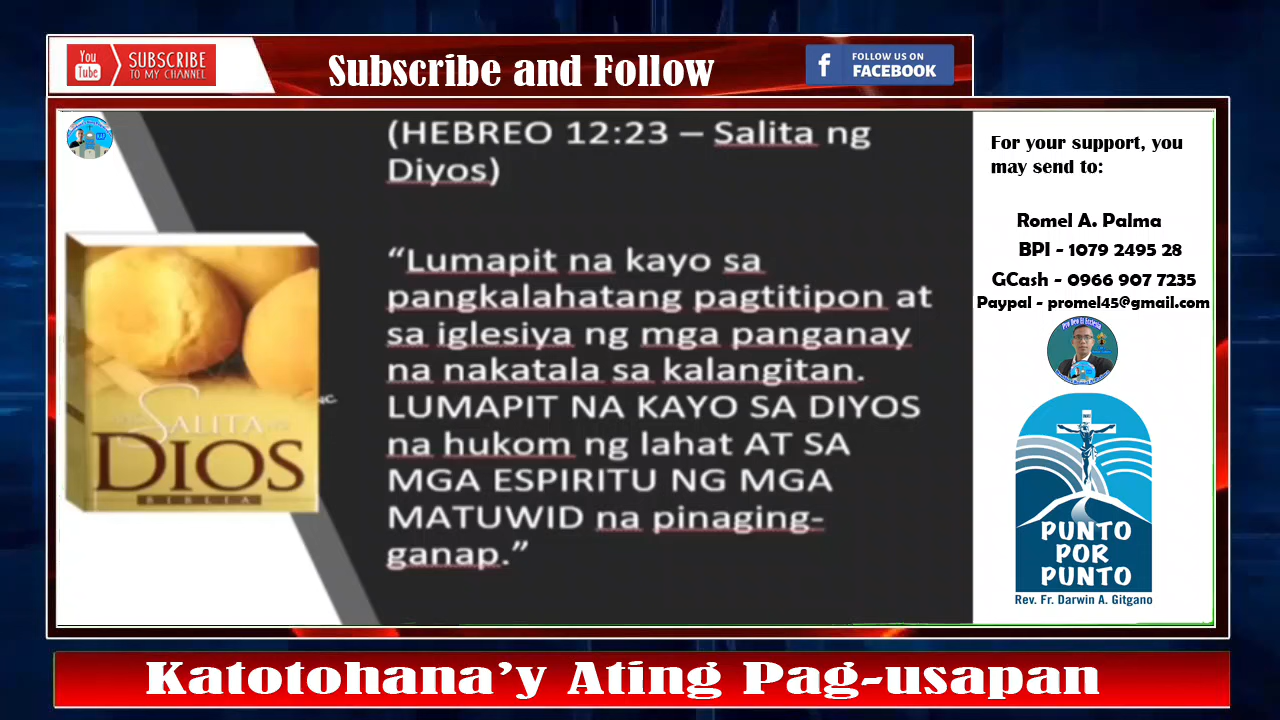 You Tube
SUBSCRIBE
TO MY CHANNEL
Subscribe and Follow
f
FOLLOW US ON
FACEBOOK
(HEBREO 12:23 – Salita ng
Diyos)
“Lumapit na kayo sa
pangkalahatang pagtitipon at
sa iglesiya ng mga panganay
na nakatala sa kalangitan.
LUMAPIT NA KAYO SA DIYOS
na hukom ng lahat AT SA
MGA ESPIRITU NG MGA
MATUWID na pinaging-
ganap.”
SALITA NG
DIOS
BIBLIA
For your support, you
may send to:
Romel A. Palma
BPI - 1079 2495 28
GCash - 0966 907 7235
Paypal - promel45@gmail.com
PUNTO
POR
PUNTO
Rev. Fr. Darwin A. Gitgano
Katotohana’y Ating Pag-usapan